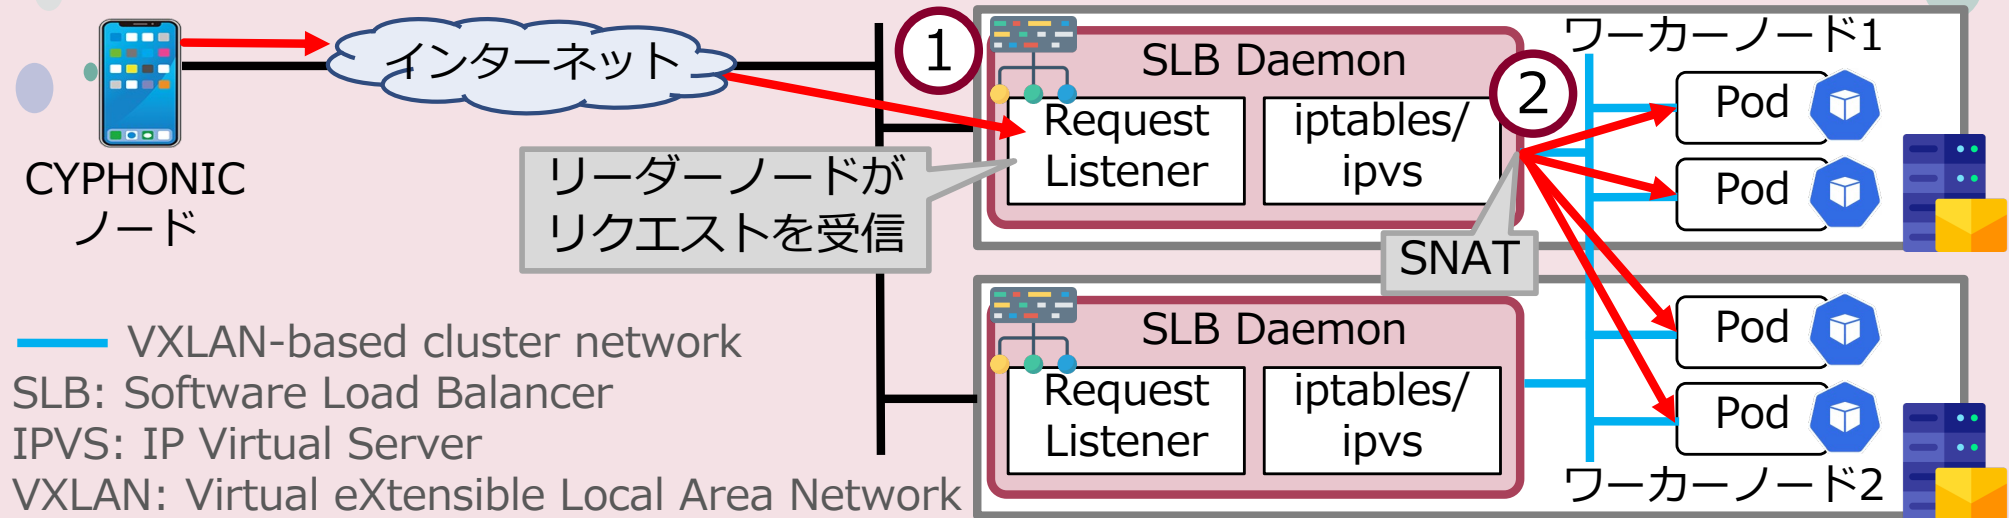 CYPHONIC
ノード
インターネット
①
SLB Daemon
Request
Listener
iptables/
ipvs
リーダーノードが
リクエストを受信
②
SNAT
ワーカーノード1
Pod
Pod
SLB Daemon
Request
Listener
iptables/
ipvs
Pod
Pod
ワーカーノード2
VXLAN-based cluster network
SLB: Software Load Balancer
IPVS: IP Virtual Server
VXLAN: Virtual eXtensible Local Area Network